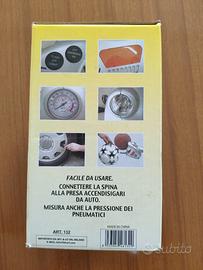 FACILE DA USARE.
CONNETTERE LA SPINA
ALLA PRESA ACCENDISIGARI
DA AUTO.
MISURA ANCHE LA PRESSIONE DEI
PNEUMATICI
ART. 132
MADE IN CHINA
subito